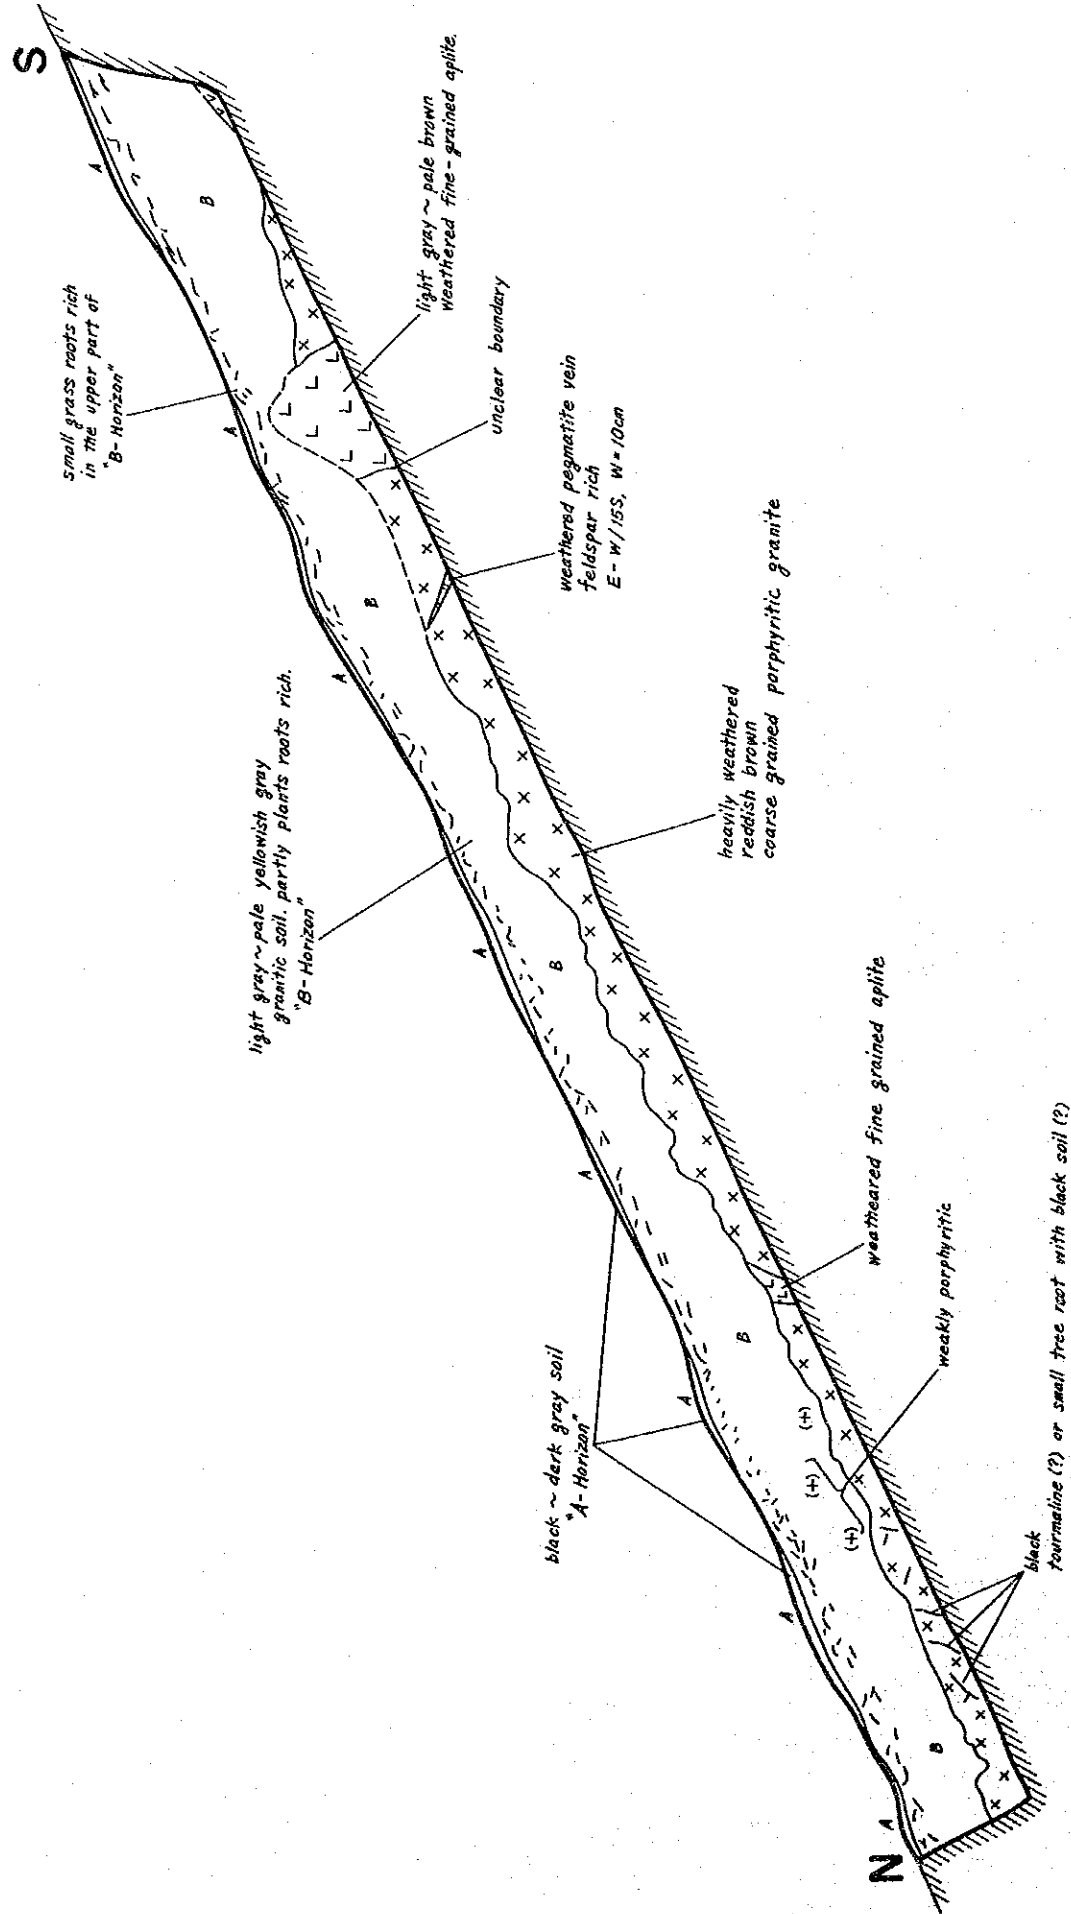 S
N
small grass roots rich
in the upper part of
"B-Horizon"
light gray ~ pale yellowish gray
granitic soil. partly plants roots rich.
"B-Horizon"
black ~ dark gray soil
"A-Horizon"
light gray ~ pale brown
weathered fine-grained aplite.
unclear boundary
weathered pegmatite vein
feldspar rich
E-W/15S, W=10cm
heavily weathered
reddish brown
coarse grained porphyritic granite
weatheared fine grained aplite
weakly porphyritic
black
tourmaline (?) or small tree root with black soil (?)
A
A
A
A
A
A
A
A
B
B
B
B
B
(+)
(+)
(+)